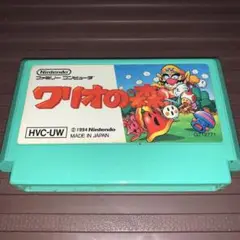 Nintendo
ファミリー コンピュータ
ワリオの森
HVC-UW
© 1994 Nintendo
MADE IN JAPAN